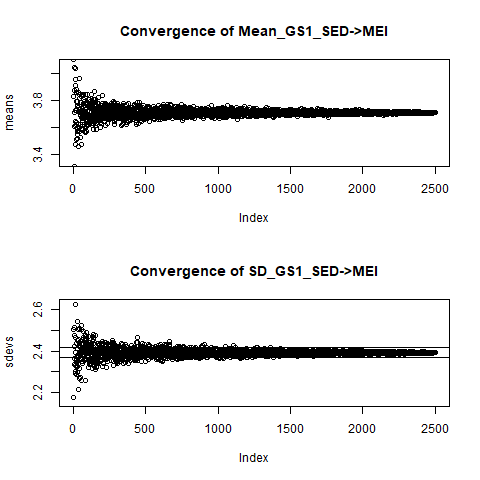 Convergence of Mean_GS1_SED->MEI
means
3.8
3.4
0 500 1000 1500 2000 2500
Index
Convergence of SD_GS1_SED->MEI
sdevs
2.6
2.4
2.2
0 500 1000 1500 2000 2500
Index